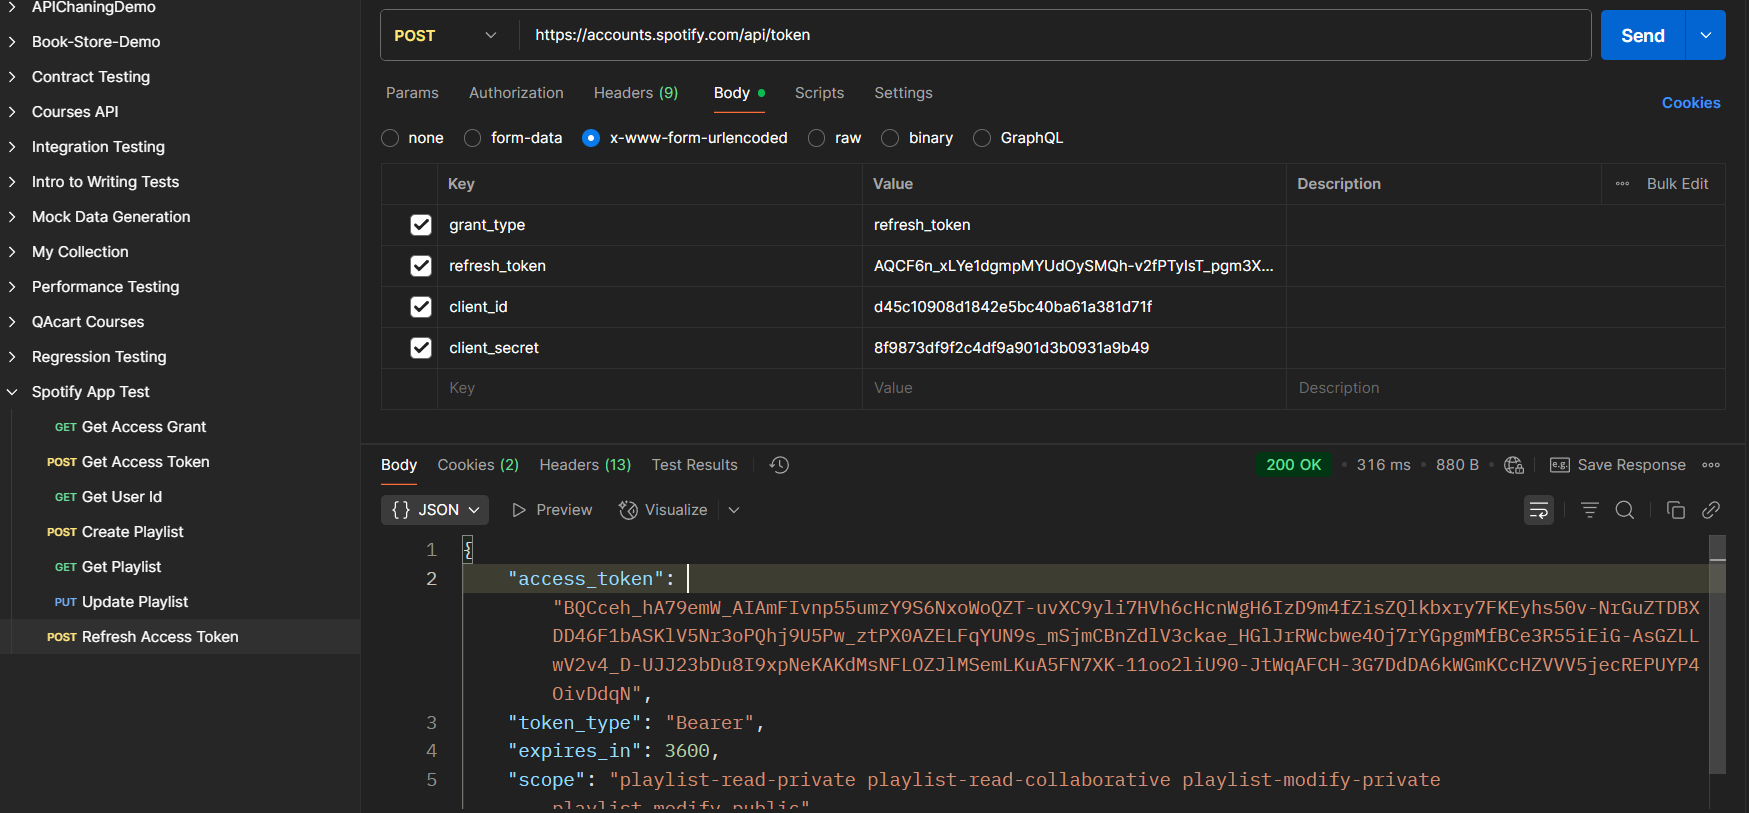 APIChaningDemo
Book-Store-Demo
Contract Testing
Courses API
Integration Testing
Intro to Writing Tests
Mock Data Generation
My Collection
Performance Testing
QAcart Courses
Regression Testing
Spotify App Test
GET Get Access Grant
POST Get Access Token
GET Get User Id
POST Create Playlist
GET Get Playlist
PUT Update Playlist
POST Refresh Access Token
POST https://accounts.spotify.com/api/token Send
Params Authorization Headers (9) Body Scripts Settings Cookies
none form-data x-www-form-urlencoded raw binary GraphQL
Key Value Description Bulk Edit
grant_type refresh_token
refresh_token AQCF6n_xLYe1dgmpMYUdOySMQh-v2fPTyIsT_pgm3X...
client_id d45c10908d1842e5bc40ba61a381d71f
client_secret 8f9873df9f2c4df9a901d3b0931a9b49
Key Value Description
Body Cookies (2) Headers (13) Test Results 200 OK • 316 ms • 880 B • e.g. Save Response
{} JSON Preview Visualize
1 {
2 "access_token":
"BQCceh_hA79emW_AIAmFIvnp55umzY9S6NxoWoQZT-uvXC9yli7HVh6cHcnWgH6IzD9m4fZisZQlkbxry7FKEyhs50v-NrGuZTDBX
DD46F1bASKlV5Nr3oPQhj9U5Pw_ztPX0AZELFqYUN9s_mSjmCBnZdlV3ckae_HGlJrRWcbwe4Oj7rYGpgmMfBCe3R55iEiG-AsGZLL
wV2v4_D-UJJ23bDu8I9xpNeKAKdMsNFLOZJlMSemLKuA5FN7XK-11oo2liU90-JtWqAFCH-3G7DdDA6kWGmKCcHZVVV5jecREPUYP4
OivDdqN",
3 "token_type": "Bearer",
4 "expires_in": 3600,
5 "scope": "playlist-read-private playlist-read-collaborative playlist-modify-private
playlist-modify-public"